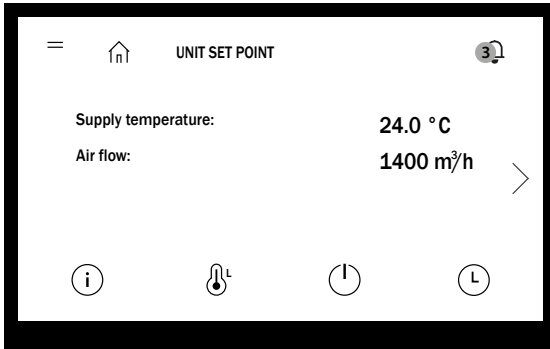 UNIT SET POINT
3
Supply temperature: 24.0 °C
Air flow: 1400 m³/h
i
L
L